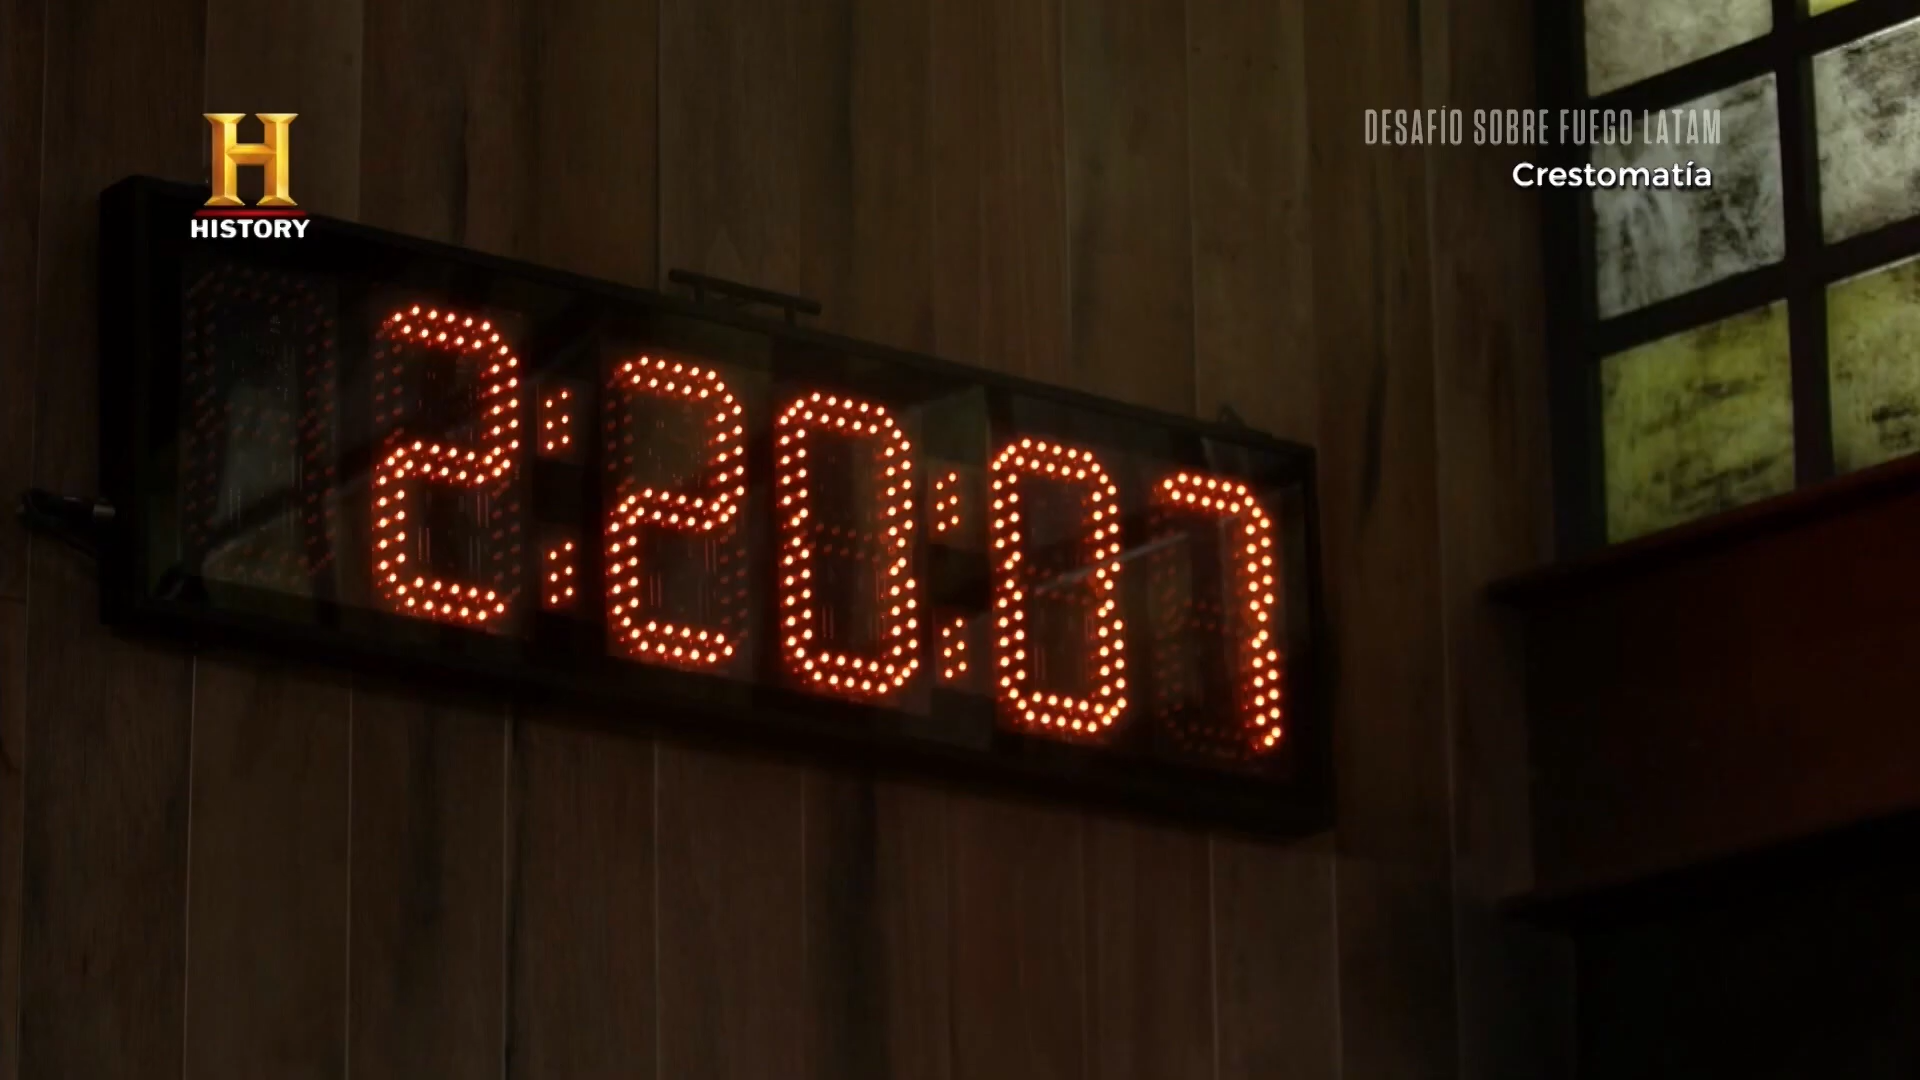 H
HISTORY
DESAFÍO SOBRE FUEGO LATAM
Crestomatía
2:20:07